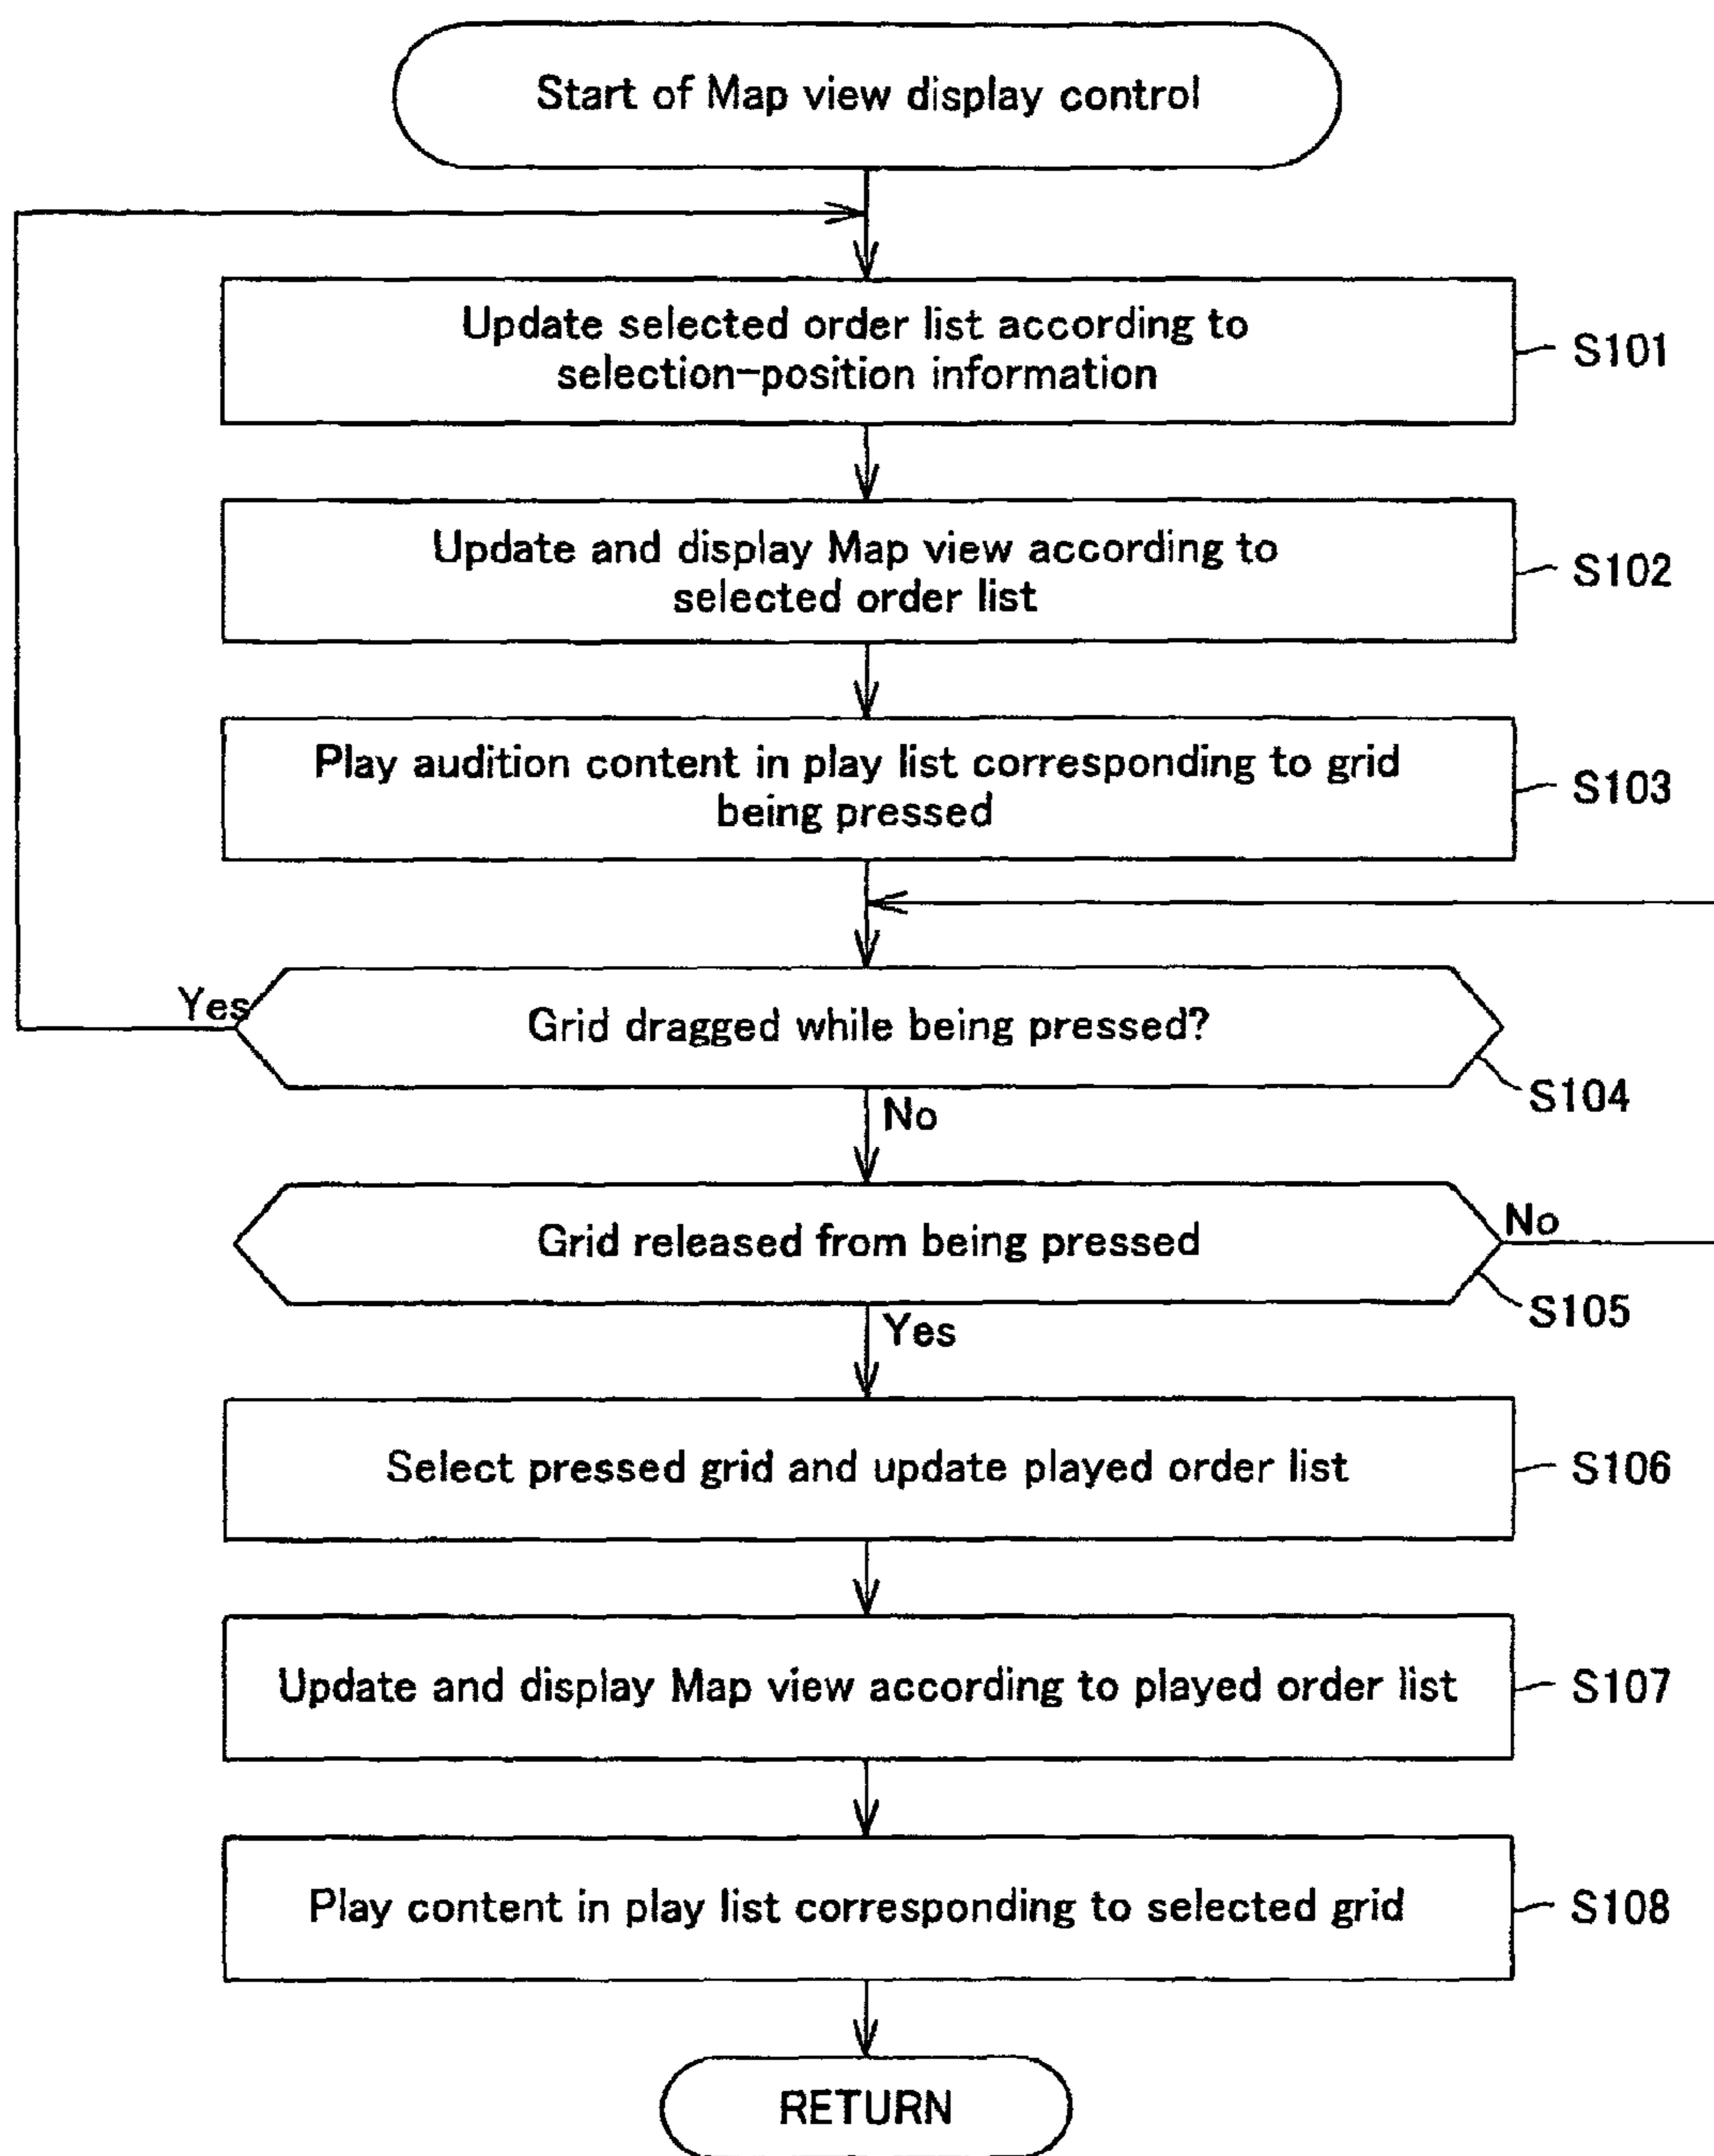 Start of Map view display control
Update selected order list according to
selection-position information
S101
Update and display Map view according to
selected order list
S102
Play audition content in play list corresponding to grid
being pressed
S103
Yes
Grid dragged while being pressed?
S104
No
Grid released from being pressed
No
S105
Yes
Select pressed grid and update played order list
S106
Update and display Map view according to played order list
S107
Play content in play list corresponding to selected grid
S108
RETURN